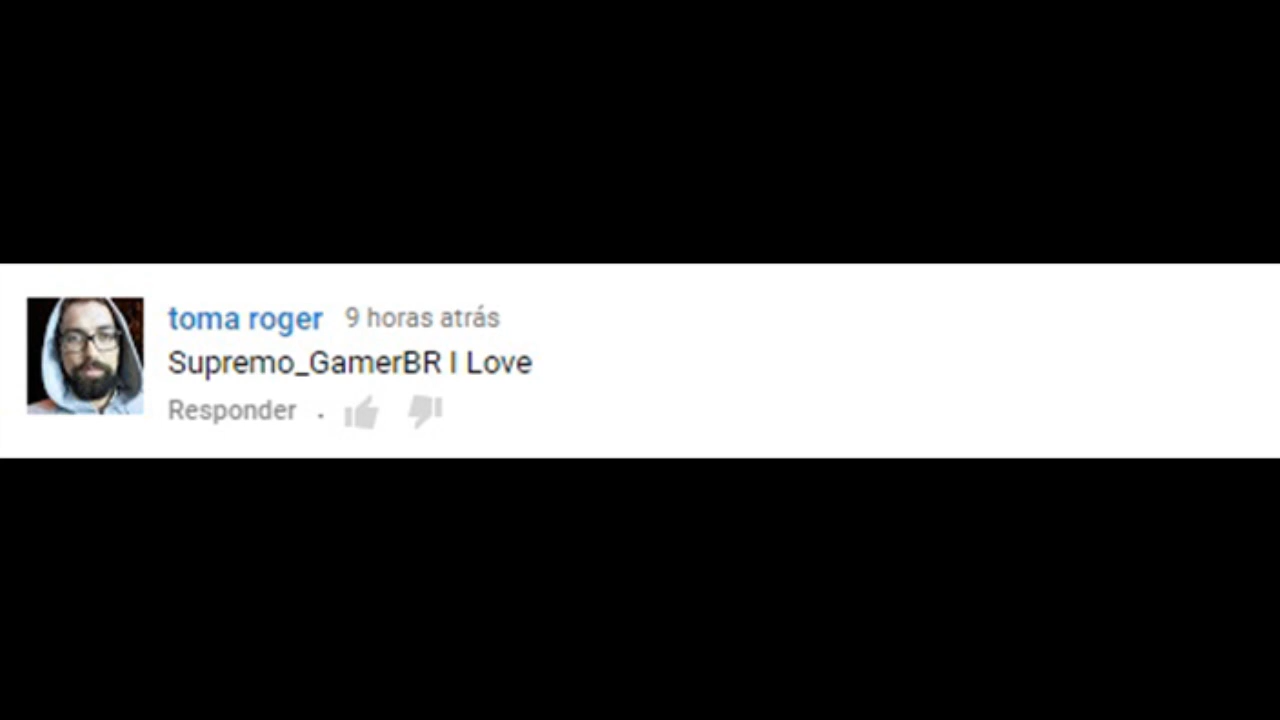 toma roger 9 horas atrás
Supremo_GamerBR I Love
Responder .